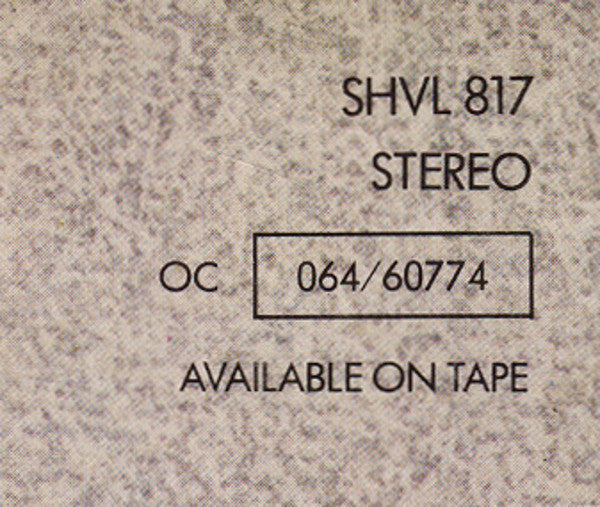 SHVL 817
STEREO
OC 064/60774
AVAILABLE ON TAPE